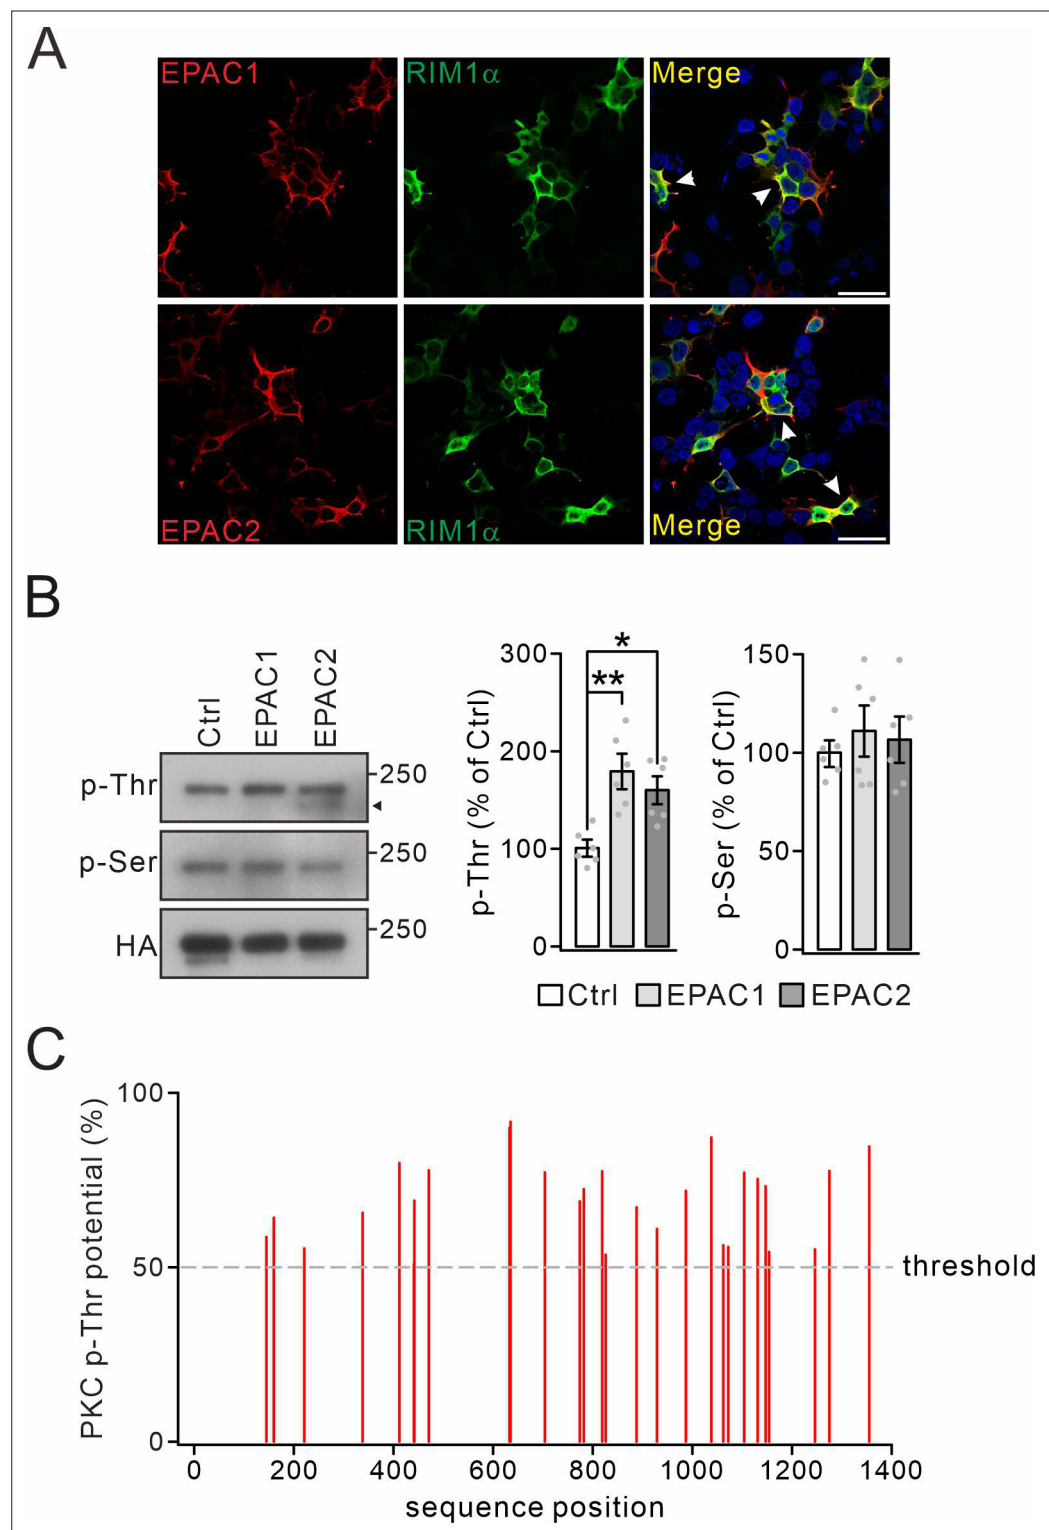 A
EPAC1
RIM1α
Merge
EPAC2
RIM1α
Merge
B
Ctrl
EPAC1
EPAC2
p-Thr
250
p-Ser
250
HA
250
p-Thr (% of Ctrl)
300
200
100
0
*
**
p-Ser (% of Ctrl)
150
100
50
0
Ctrl
EPAC1
EPAC2
C
PKC p-Thr potential (%)
100
50
0
threshold
0 200 400 600 800 1000 1200 1400
sequence position